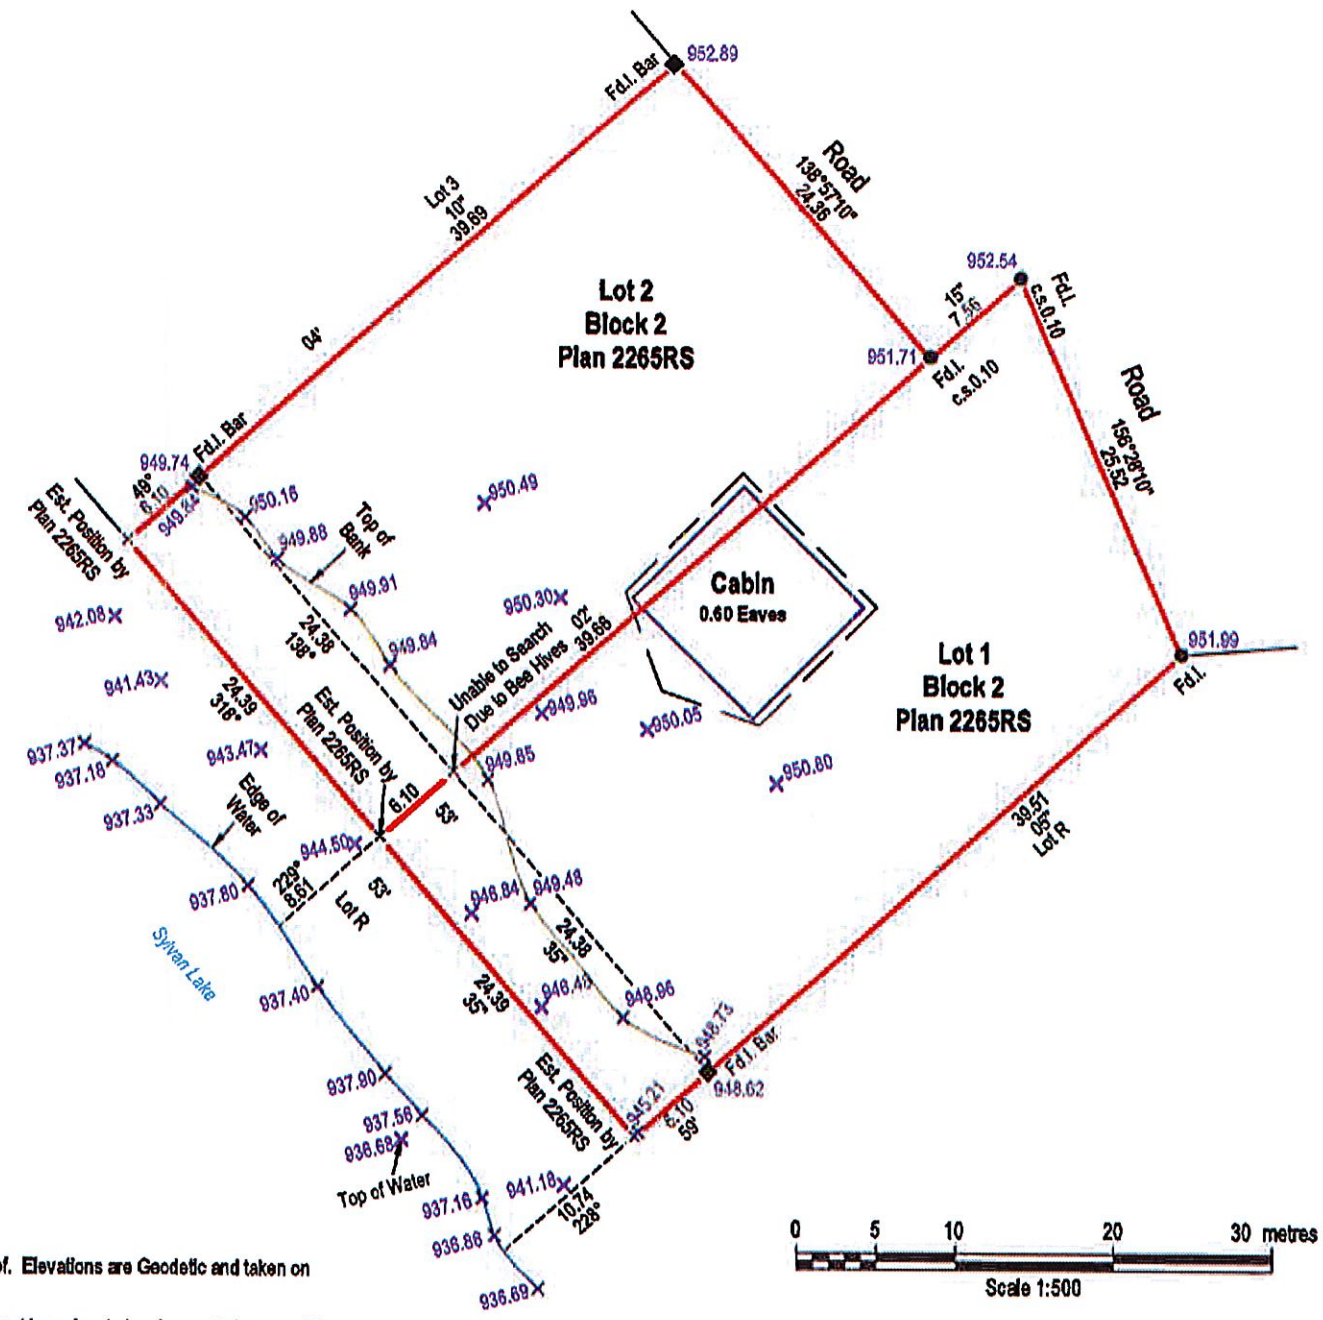 952.89
Fd.I. Bar
Road
138°57'10"
24.36
Lot 3
10"
39.69
04'
952.54
Fd.I.
c.s.0.10
15"
7.56
951.71
Fd.I.
c.s.0.10
Lot 2
Block 2
Plan 2265RS
Road
156°28'10"
25.52
Fd.I. Bar
949.74
49°
6.10
949.84
950.16
949.88
Top of
Bank
950.49
Est. Position by
Plan 2265RS
949.91
950.30
942.08
24.38
138°
949.84
Unable to Search
Due to Bee Hives
02'
39.66
Cabin
0.60 Eaves
Lot 1
Block 2
Plan 2265RS
951.99
Fd.I.
941.43
24.39
318°
Est. Position by
Plan 2265RS
949.96
950.05
937.37
937.18
943.47
949.85
950.80
937.33
Edge of
Water
6.10
53'
39.51
05"
Lot R
944.50
229°
8.61
53'
Lot R
937.80
946.84
949.48
Sylvan Lake
24.38
35"
937.40
24.39
35"
946.48
948.96
948.73
Fd.I. Bar
948.62
937.90
Est. Position by
Plan 2265RS
945.21
6.10
59'
937.56
936.68
Top of Water
937.16
941.18
10.74
228°
936.86
936.69
0 5 10 20 30 metres
Scale 1:500
of. Elevations are Geodetic and taken on